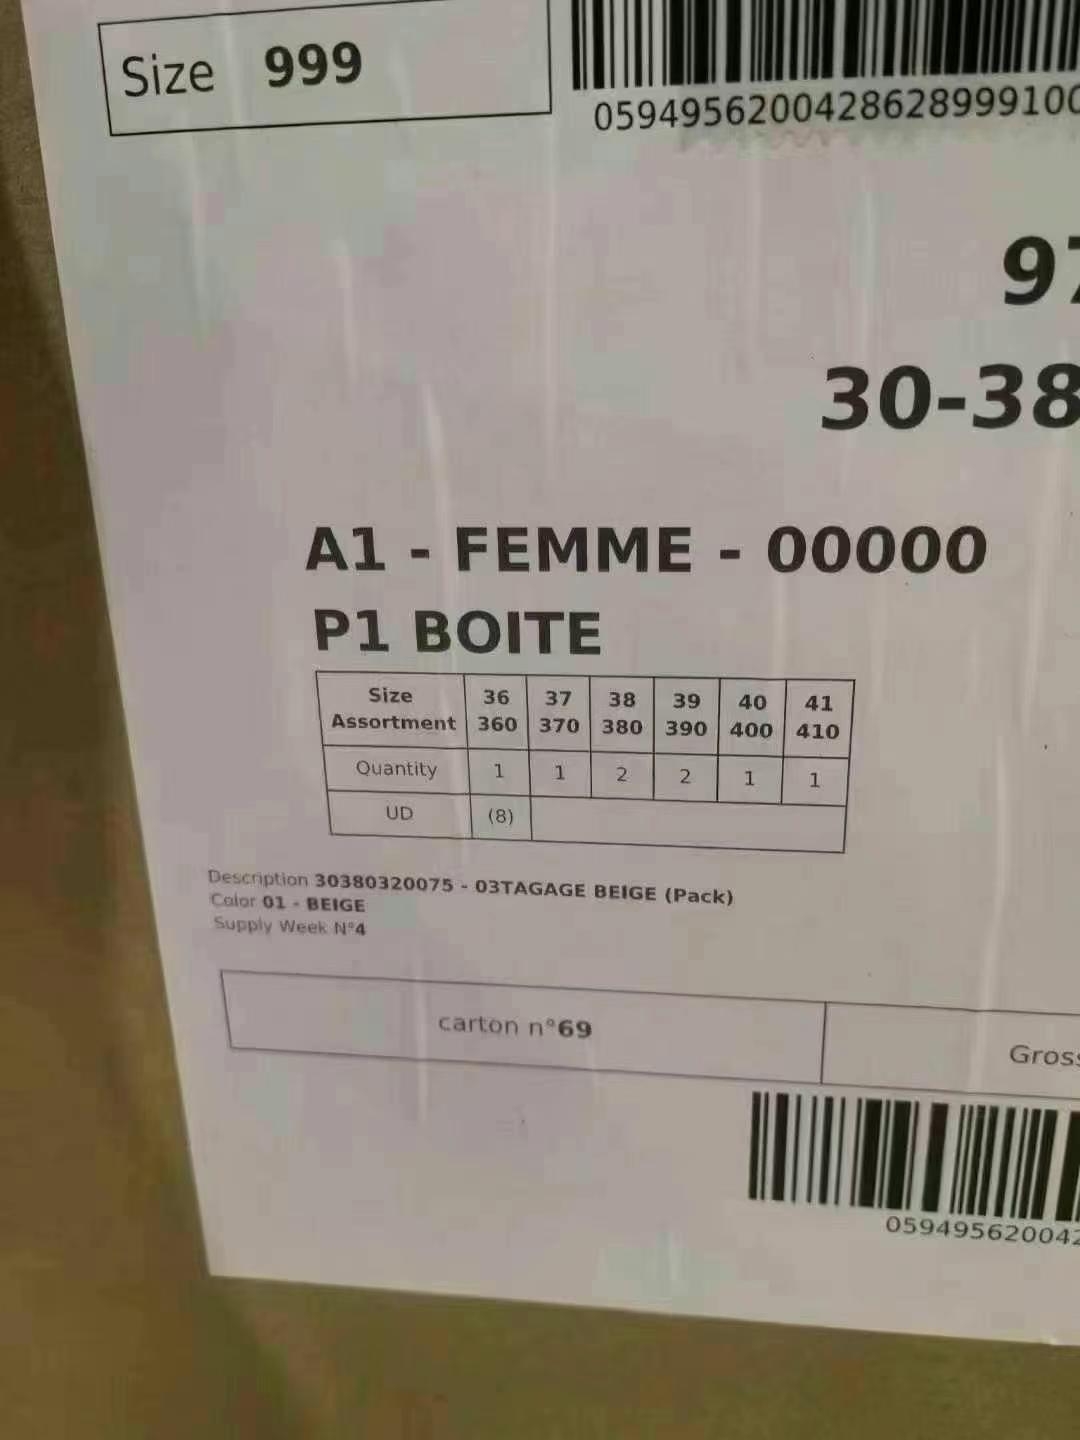 Size 999
059495620042862899910
97
30-38
A1 - FEMME - 00000
P1 BOITE
Size Assortment 36 360 37 370 38 380 39 390 40 400 41 410
Quantity 1 1 2 2 1 1
UD (8)
Description 30380320075 - 03TAGAGE BEIGE (Pack)
Color 01 - BEIGE
Supply Week N°4
carton n°69
Gross
059495620042